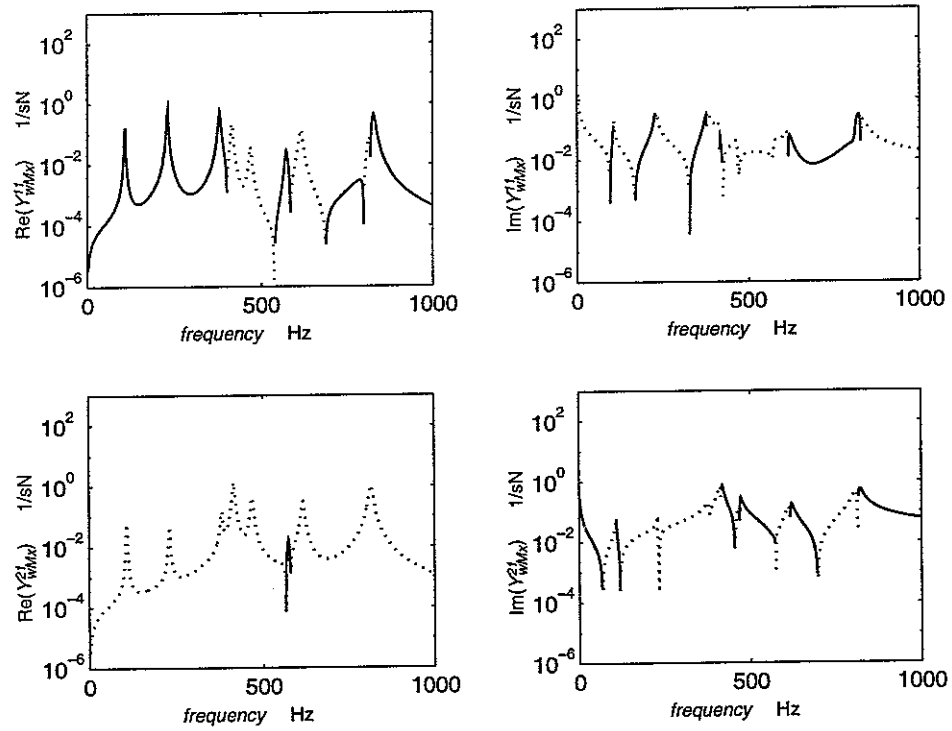 Re(Y¹¹wMx) 1/sN
10²
10⁰
10⁻²
10⁻⁴
10⁻⁶
0 500 1000
frequency Hz
Im(Y¹¹wMx) 1/sN
10²
10⁰
10⁻²
10⁻⁴
10⁻⁶
0 500 1000
frequency Hz
Re(Y²¹wMx) 1/sN
10²
10⁰
10⁻²
10⁻⁴
10⁻⁶
0 500 1000
frequency Hz
Im(Y²¹wMx) 1/sN
10²
10⁰
10⁻²
10⁻⁴
10⁻⁶
0 500 1000
frequency Hz